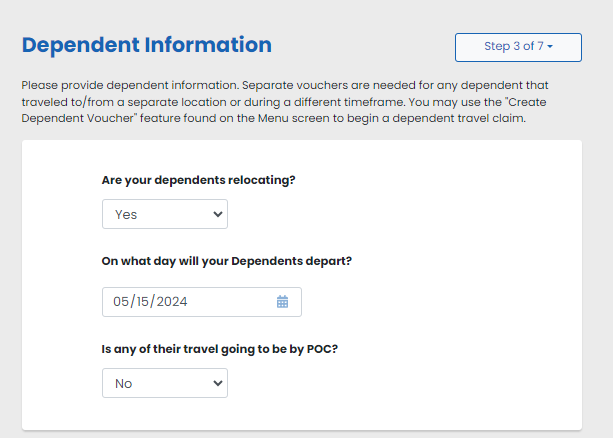 Dependent Information
Step 3 of 7
Please provide dependent information. Separate vouchers are needed for any dependent that
traveled to/from a separate location or during a different timeframe. You may use the "Create
Dependent Voucher" feature found on the Menu screen to begin a dependent travel claim.
Are your dependents relocating?
Yes
On what day will your Dependents depart?
05/15/2024
Is any of their travel going to be by POC?
No